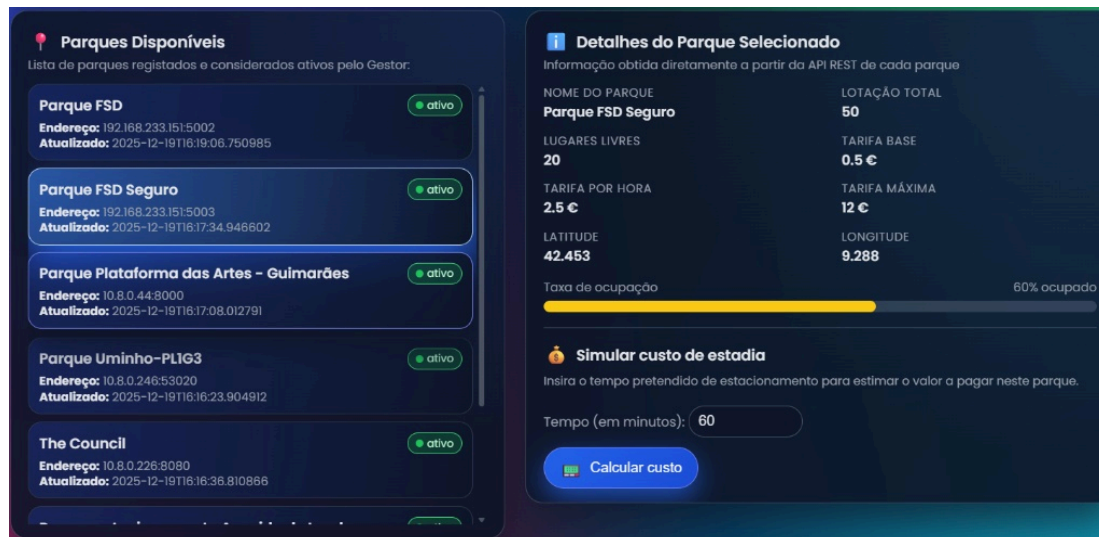 Parques Disponíveis
Lista de parques registados e considerados ativos pelo Gestor:
Parque FSD
ativo
Endereço: 192.168.233.151:5002
Atualizado: 2025-12-19T16:19:06.750985
Parque FSD Seguro
ativo
Endereço: 192.168.233.151:5003
Atualizado: 2025-12-19T16:17:34.946602
Parque Plataforma das Artes - Guimarães
ativo
Endereço: 10.8.0.44:8000
Atualizado: 2025-12-19T16:17:08.012791
Parque Uminho-PL1G3
ativo
Endereço: 10.8.0.246:53020
Atualizado: 2025-12-19T16:16:23.904912
The Council
ativo
Endereço: 10.8.0.226:8080
Atualizado: 2025-12-19T16:16:36.810866
Detalhes do Parque Selecionado
Informação obtida diretamente a partir da API REST de cada parque
NOME DO PARQUE
Parque FSD Seguro
LOTAÇÃO TOTAL
50
LUGARES LIVRES
20
TARIFA BASE
0.5 €
TARIFA POR HORA
2.5 €
TARIFA MÁXIMA
12 €
LATITUDE
42.453
LONGITUDE
9.288
Taxa de ocupação
60% ocupado
Simular custo de estadia
Insira o tempo pretendido de estacionamento para estimar o valor a pagar neste parque.
Tempo (em minutos): 60
Calcular custo